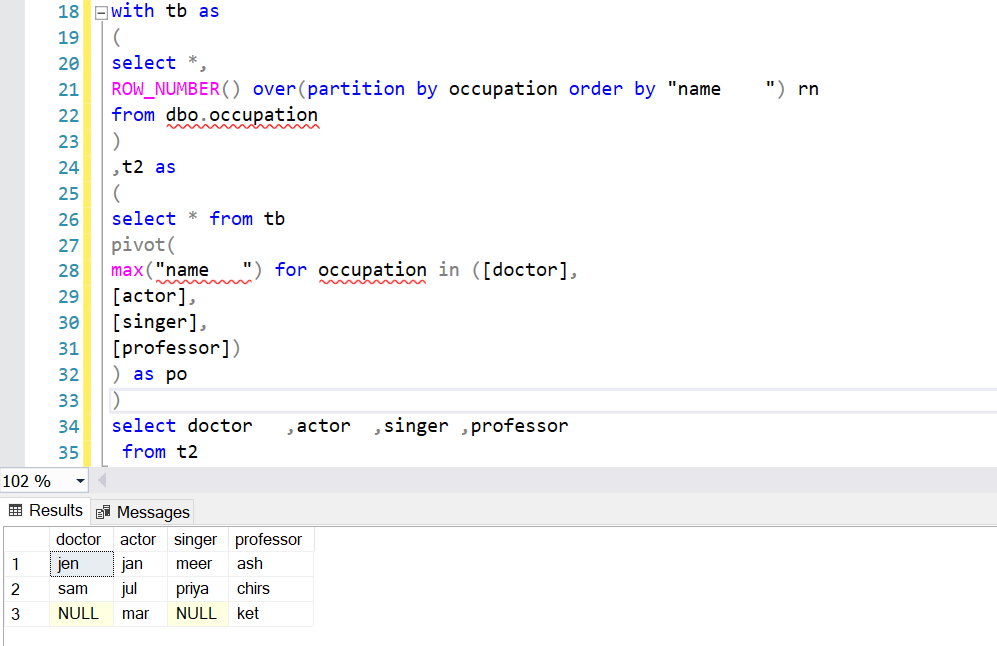 18 with tb as
19 (
20 select *,
21 ROW_NUMBER() over(partition by occupation order by "name    ") rn
22 from dbo.occupation
23 )
24 ,t2 as
25 (
26 select * from tb
27 pivot(
28 max("name   ") for occupation in ([doctor],
29 [actor],
30 [singer],
31 [professor])
32 ) as po
33 )
34 select doctor   ,actor  ,singer ,professor
35  from t2
102 %
Results Messages
doctor actor singer professor
1 jen jan meer ash
2 sam jul priya chirs
3 NULL mar NULL ket